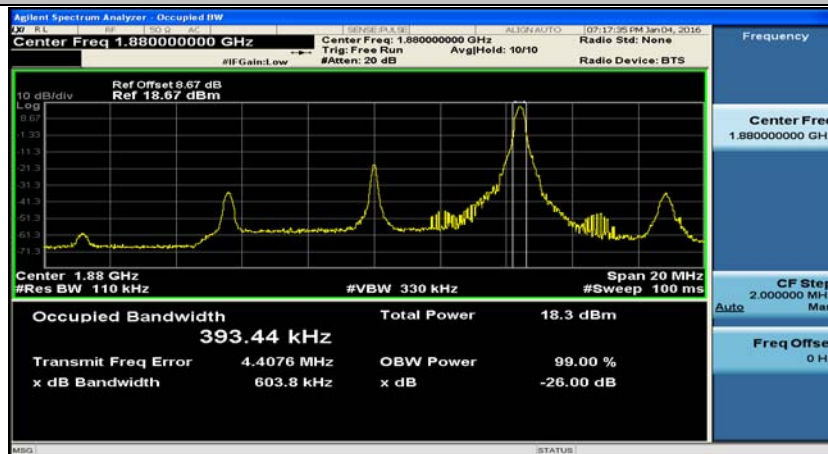 Agilent Spectrum Analyzer - Occupied BW
RL RF 50 Ω AC SENSE:PULSE ALIGN AUTO 07:17:35 PM Jan 04, 2016
Center Freq 1.880000000 GHz
Center Freq: 1.880000000 GHz
Radio Std: None
Trig: Free Run Avg|Hold: 10/10
#IFGain:Low #Atten: 20 dB Radio Device: BTS
Ref Offset 8.67 dB
10 dB/div Ref 18.67 dBm
Log
8.67
-1.33
-11.3
-21.3
-31.3
-41.3
-51.3
-61.3
-71.3
Center 1.88 GHz Span 20 MHz
#Res BW 110 kHz #VBW 330 kHz #Sweep 100 ms
Occupied Bandwidth Total Power 18.3 dBm
393.44 kHz
Transmit Freq Error 4.4076 MHz OBW Power 99.00 %
x dB Bandwidth 603.8 kHz x dB -26.00 dB
MSG STATUS
Frequency
Center Fre
1.880000000 GH
CF Step
2.000000 MH
Auto Ma
Freq Offse
0 H